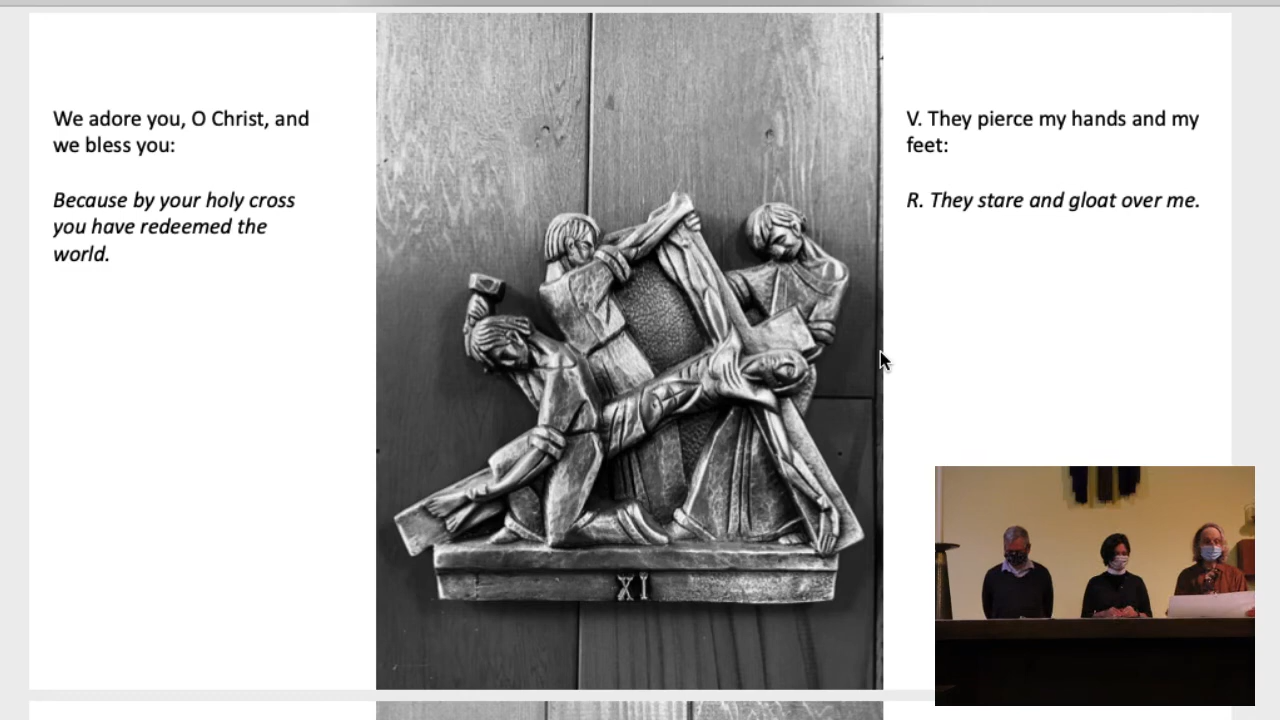 We adore you, O Christ, and
we bless you:
Because by your holy cross
you have redeemed the
world.
XI
V. They pierce my hands and my
feet:
R. They stare and gloat over me.